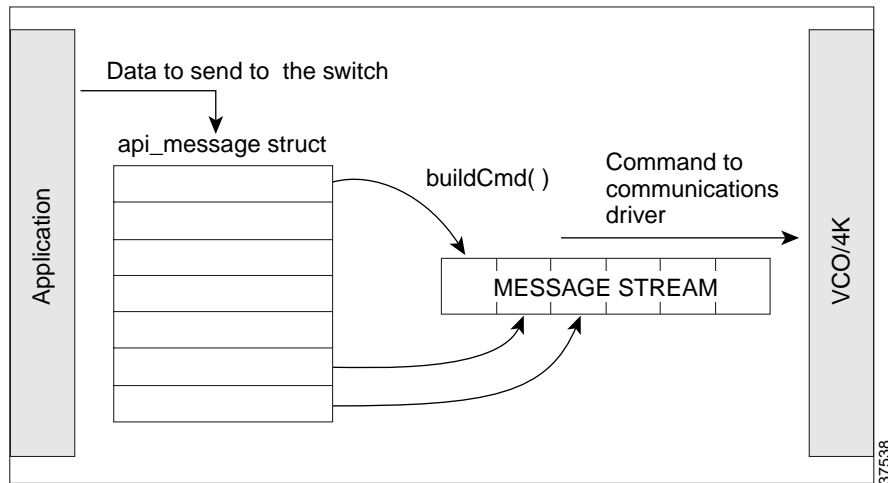 Application
Data to send to the switch
api_message struct
buildCmd( )
Command to
communications
driver
MESSAGE STREAM
VCO/4K
37538